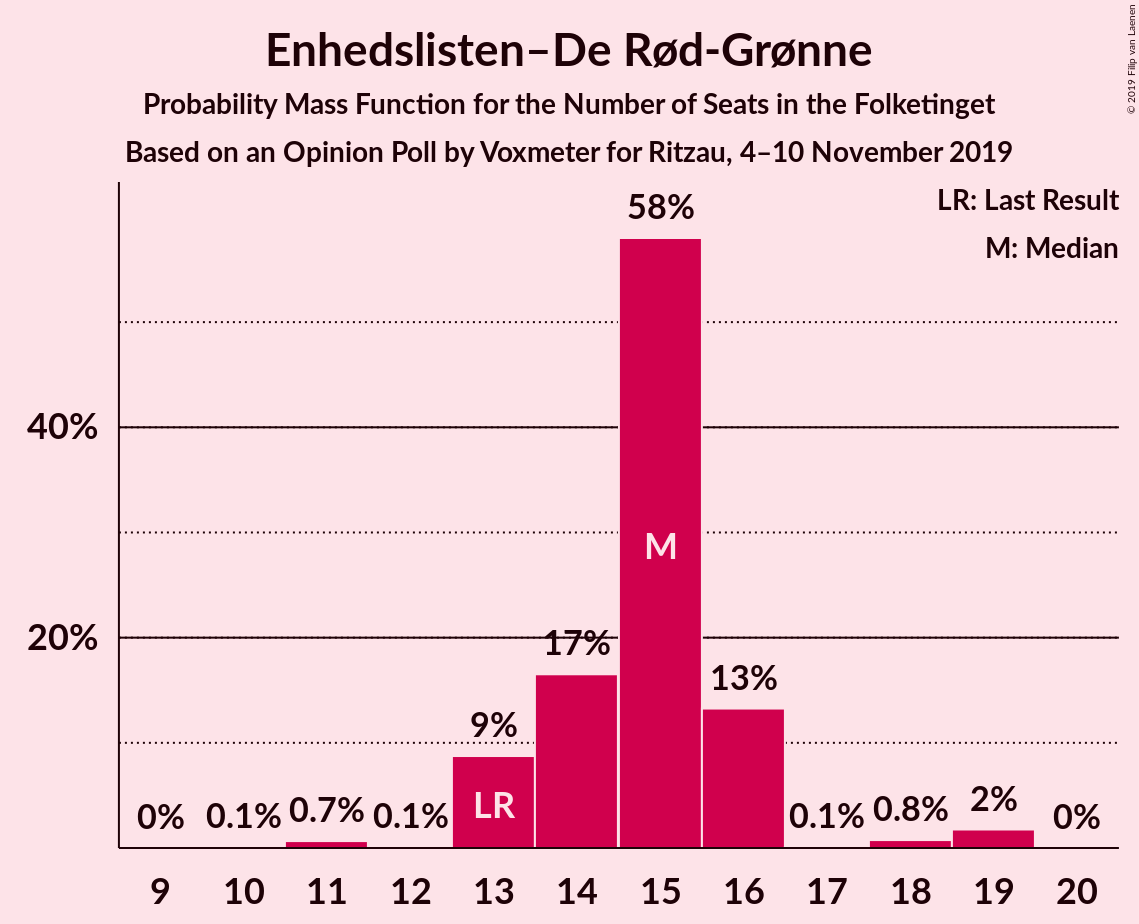 Enhedslisten–De Rød-Grønne
Probability Mass Function for the Number of Seats in the Folketinget
Based on an Opinion Poll by Voxmeter for Ritzau, 4–10 November 2019
© 2019 Filip van Laenen
LR: Last Result
M: Median
58%
40%
M
20%
17%
13%
9%
LR
0%
0.1%
0.7%
0.1%
0.1%
0.8%
2%
0%
9 10 11 12 13 14 15 16 17 18 19 20